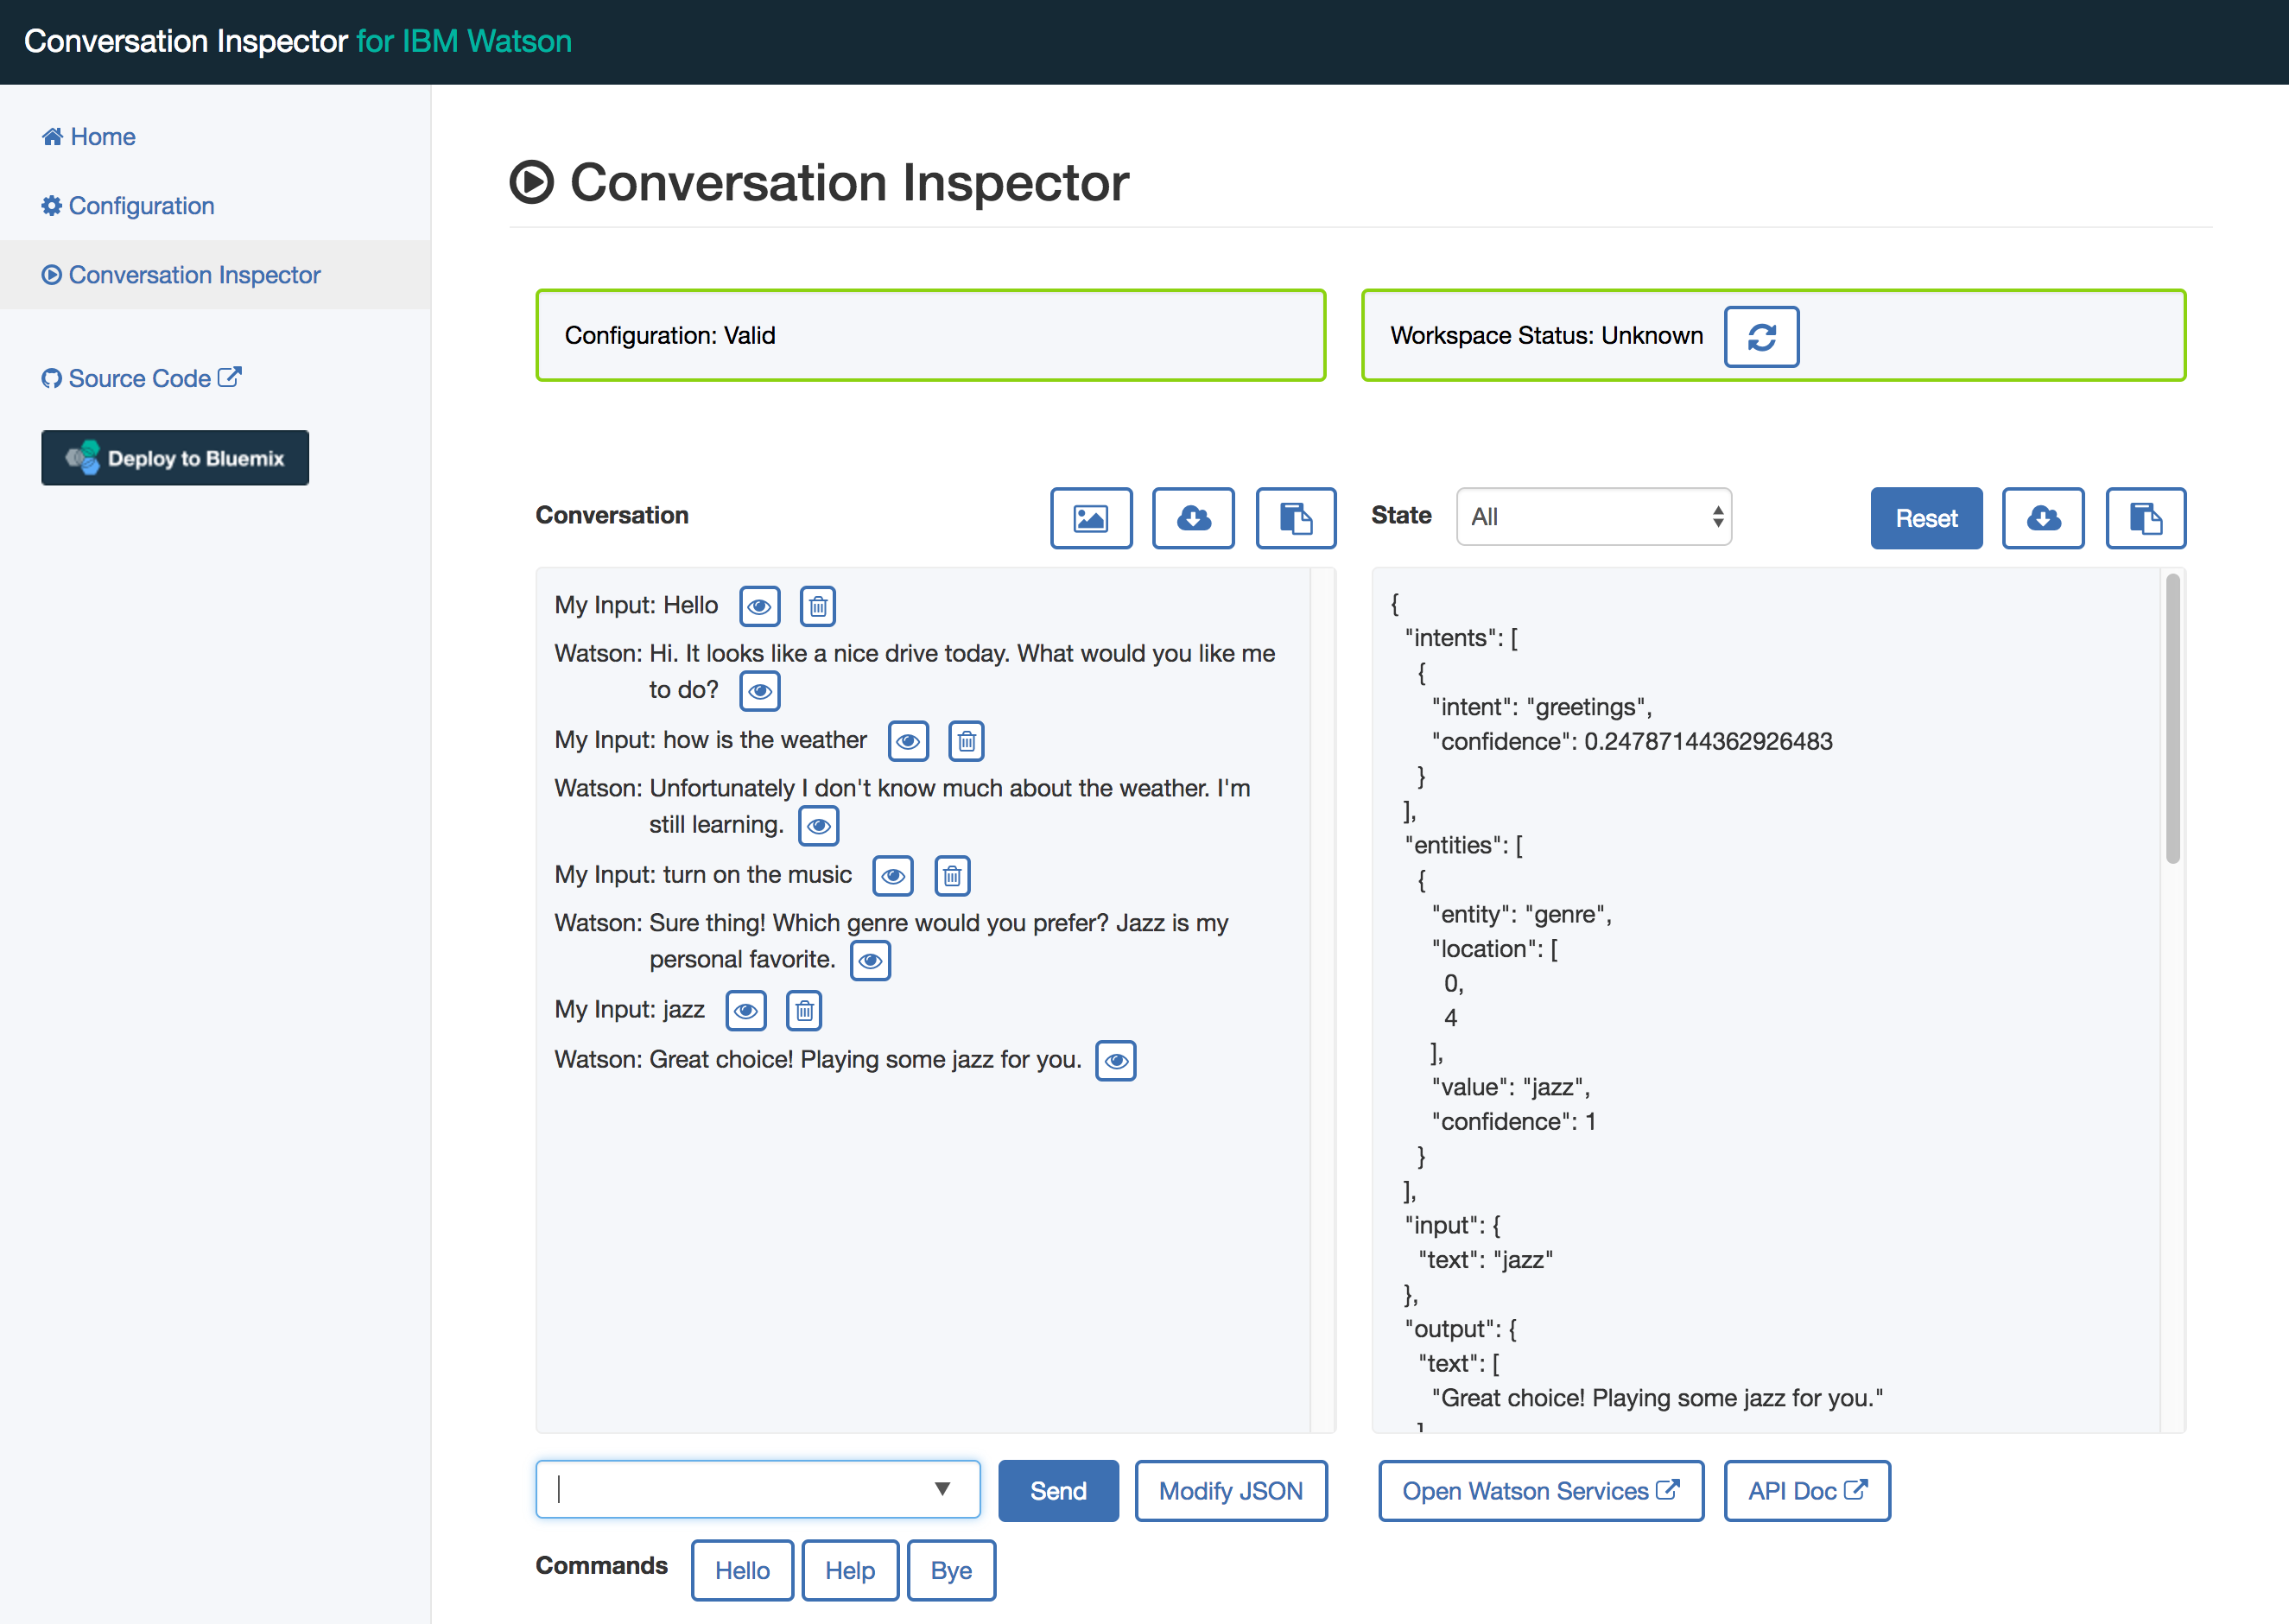 Conversation Inspector for IBM Watson
Home
Configuration
Conversation Inspector
Source Code
Deploy to Bluemix
Conversation Inspector
Configuration: Valid
Workspace Status: Unknown
Conversation
My Input: Hello
Watson: Hi. It looks like a nice drive today. What would you like me
to do?
My Input: how is the weather
Watson: Unfortunately I don't know much about the weather. I'm
still learning.
My Input: turn on the music
Watson: Sure thing! Which genre would you prefer? Jazz is my
personal favorite.
My Input: jazz
Watson: Great choice! Playing some jazz for you.
State
All
Reset
{
"intents": [
{
"intent": "greetings",
"confidence": 0.24787144362926483
}
],
"entities": [
{
"entity": "genre",
"location": [
0,
4
],
"value": "jazz",
"confidence": 1
}
],
"input": {
"text": "jazz"
},
"output": {
"text": [
"Great choice! Playing some jazz for you."
]
Send
Modify JSON
Open Watson Services
API Doc
Commands
Hello
Help
Bye